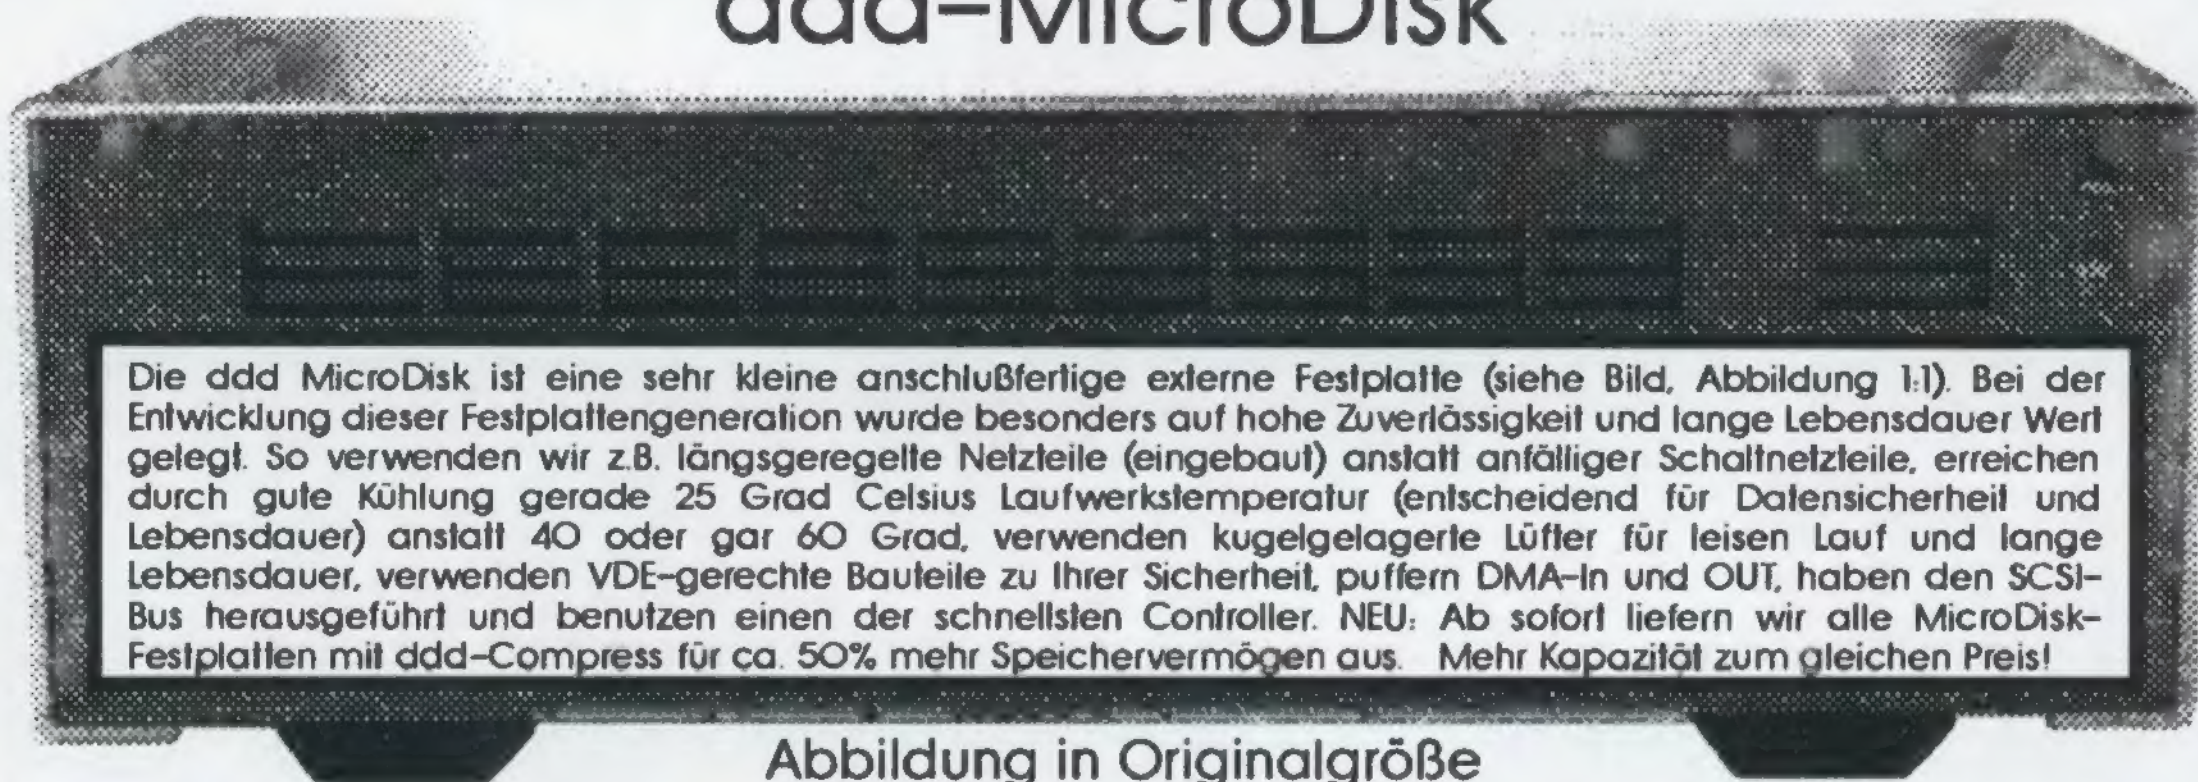 ddd-MicroDisk
Die ddd MicroDisk ist eine sehr kleine anschlußfertige externe Festplatte (siehe Bild, Abbildung 1:1). Bei der
Entwicklung dieser Festplattengeneration wurde besonders auf hohe Zuverlässigkeit und lange Lebensdauer Wert
gelegt. So verwenden wir z.B. längsgeregelte Netzteile (eingebaut) anstatt anfälliger Schaltnetzteile, erreichen
durch gute Kühlung gerade 25 Grad Celsius Laufwerkstemperatur (entscheidend für Datensicherheit und
Lebensdauer) anstatt 40 oder gar 60 Grad, verwenden kugelgelagerte Lüfter für leisen Lauf und lange
Lebensdauer, verwenden VDE-gerechte Bauteile zu Ihrer Sicherheit, puffern DMA-In und OUT, haben den SCSI-
Bus herausgeführt und benutzen einen der schnellsten Controller. NEU: Ab sofort liefern wir alle MicroDisk-
Festplatten mit ddd-Compress für ca. 50% mehr Speichervermögen aus. Mehr Kapazität zum gleichen Preis!
Abbildung in Originalgröße